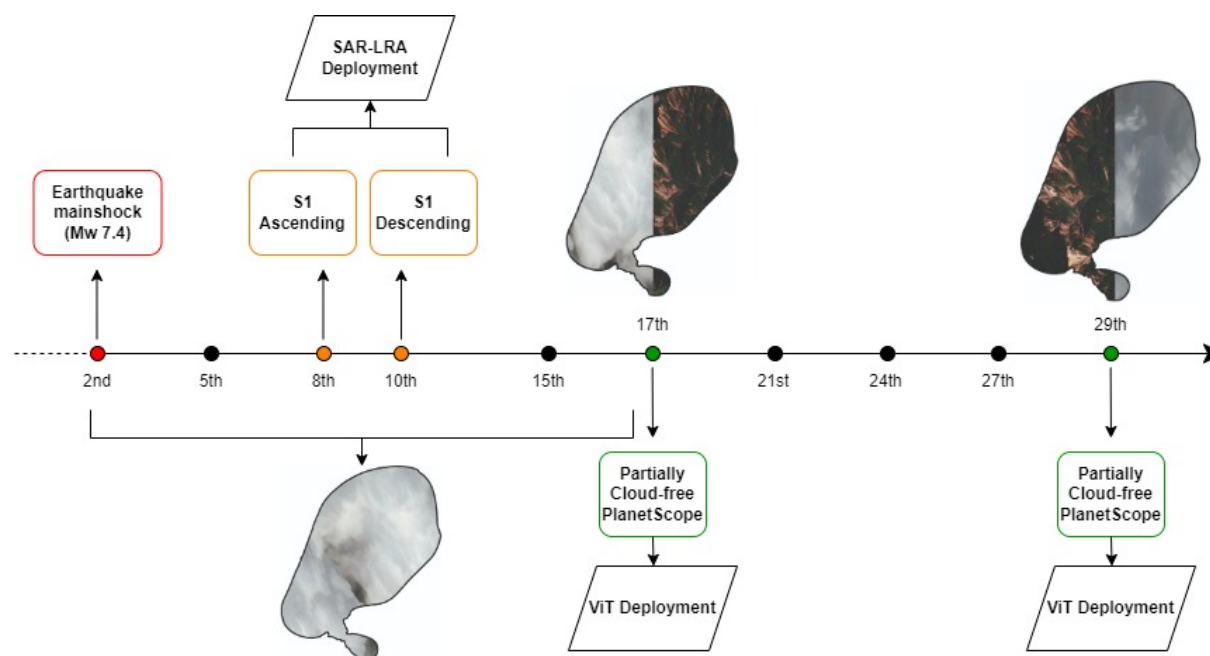 SAR-LRA
Deployment
Earthquake
mainshock
(Mw 7.4)
S1
Ascending
S1
Descending
17th
29th
2nd
5th
8th
10th
15th
21st
24th
27th
Partially
Cloud-free
PlanetScope
Partially
Cloud-free
PlanetScope
ViT Deployment
ViT Deployment